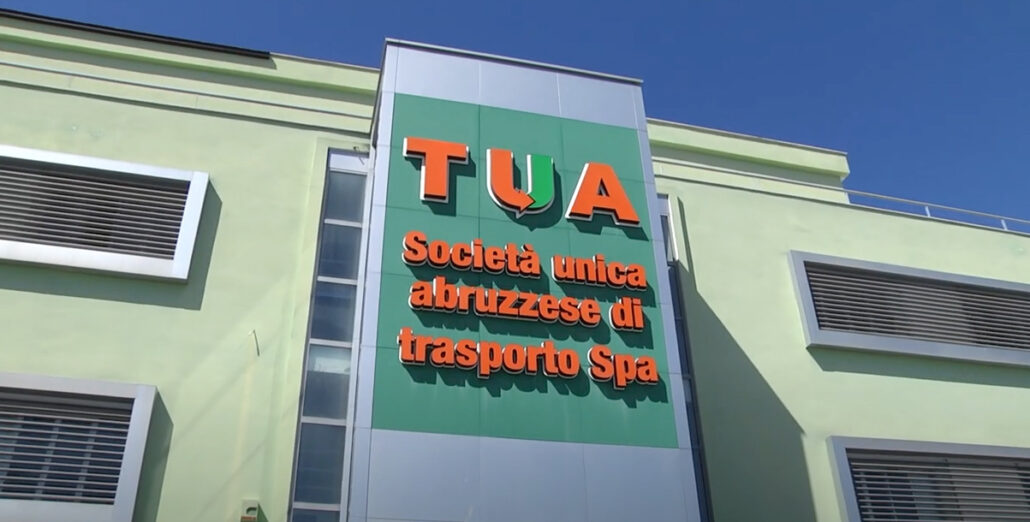 TUA
Società unica
abruzzese di
trasporto Spa